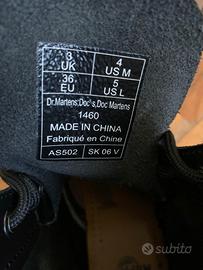 3 4
UK US M
36 5
EU US L
Dr.Martens;Doc's,Doc Martens
1460
MADE IN CHINA
Fabriqué en Chine
AS502 SK 06 V
subito